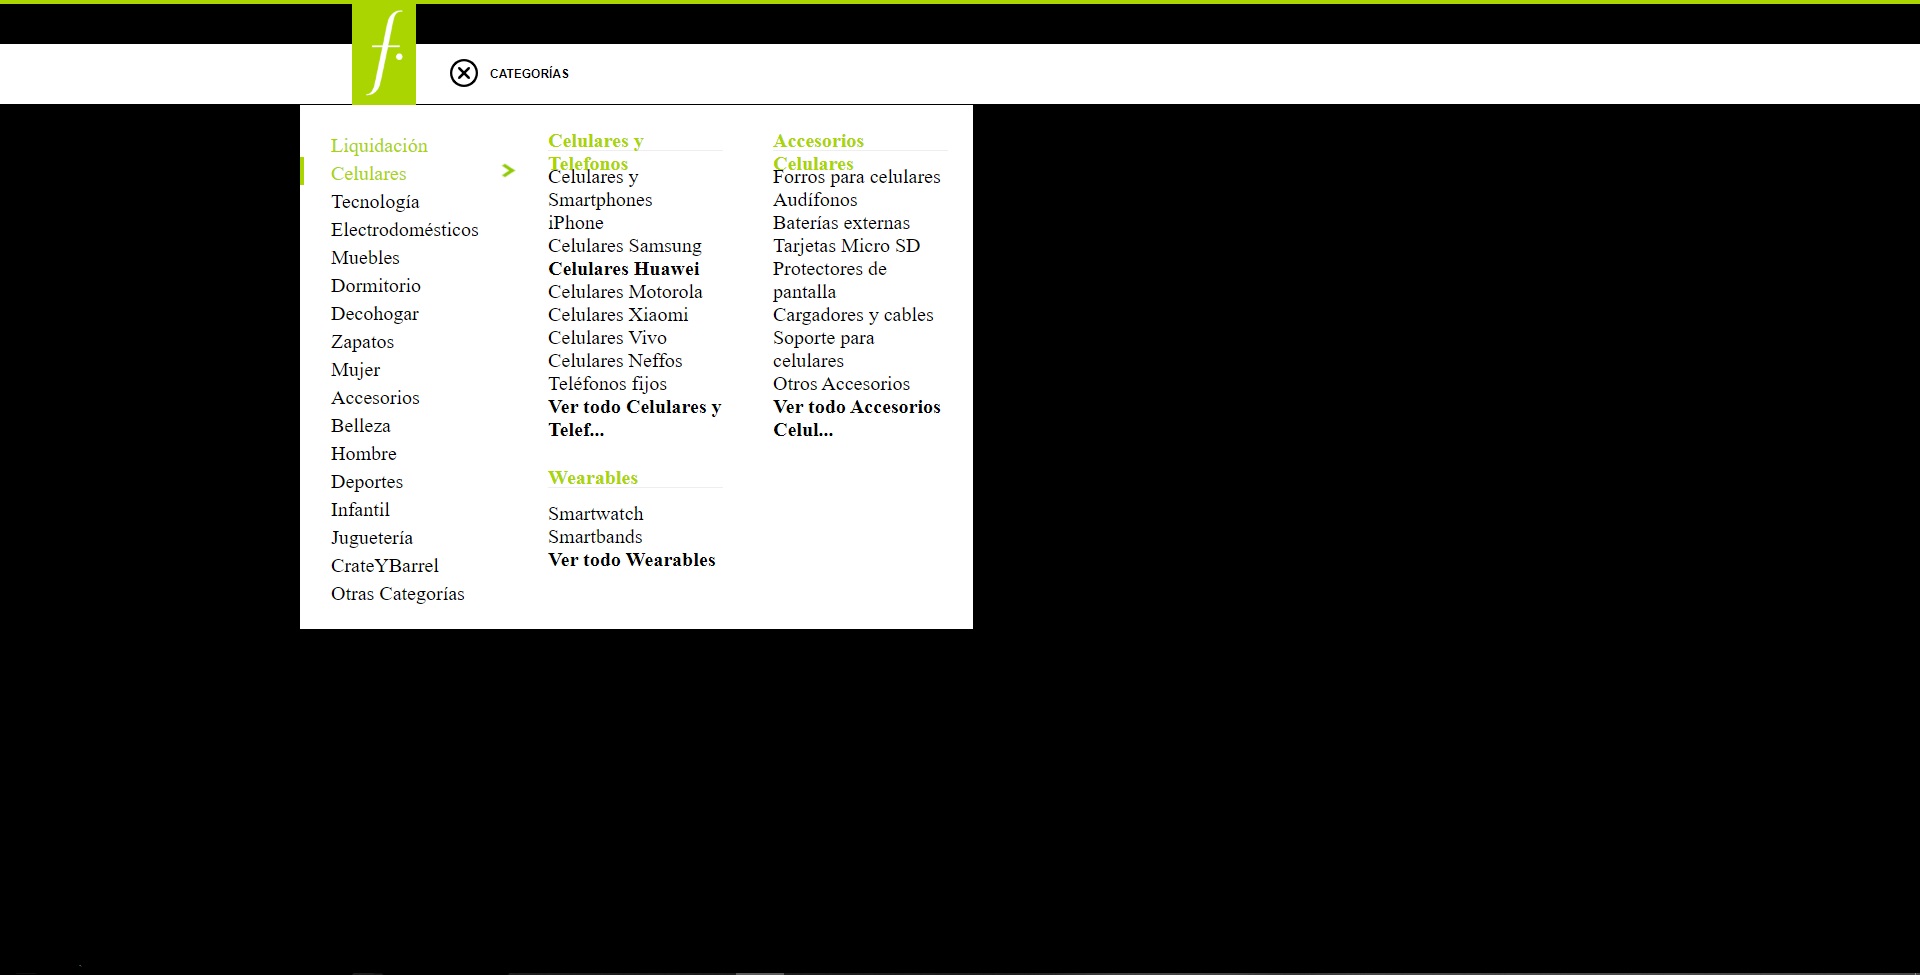 f.
CATEGORÍAS
Liquidación
Celulares
Tecnología
Electrodomésticos
Muebles
Dormitorio
Decohogar
Zapatos
Mujer
Accesorios
Belleza
Hombre
Deportes
Infantil
Juguetería
CrateYBarrel
Otras Categorías
Celulares y
Telefonos
Celulares y
Smartphones
iPhone
Celulares Samsung
Celulares Huawei
Celulares Motorola
Celulares Xiaomi
Celulares Vivo
Celulares Neffos
Teléfonos fijos
Ver todo Celulares y
Telef...
Wearables
Smartwatch
Smartbands
Ver todo Wearables
Accesorios
Celulares
Forros para celulares
Audífonos
Baterías externas
Tarjetas Micro SD
Protectores de
pantalla
Cargadores y cables
Soporte para
celulares
Otros Accesorios
Ver todo Accesorios
Celul...